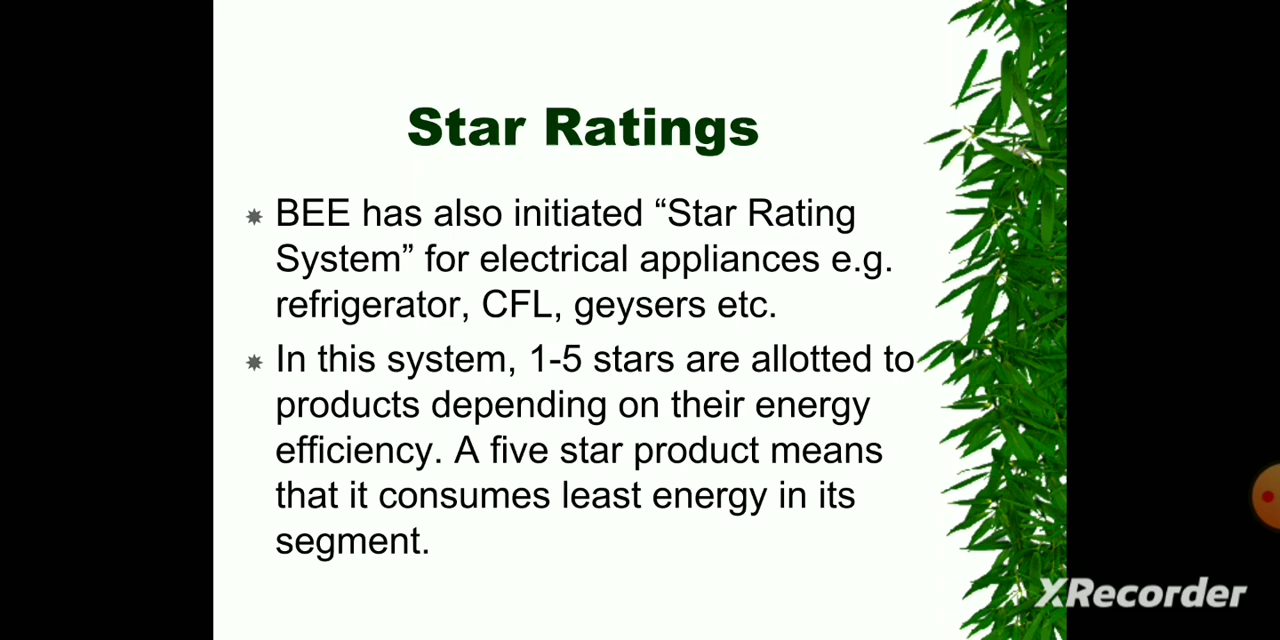 Star Ratings
BEE has also initiated “Star Rating
System” for electrical appliances e.g.
refrigerator, CFL, geysers etc.
In this system, 1-5 stars are allotted to
products depending on their energy
efficiency. A five star product means
that it consumes least energy in its
segment.
XRecorder